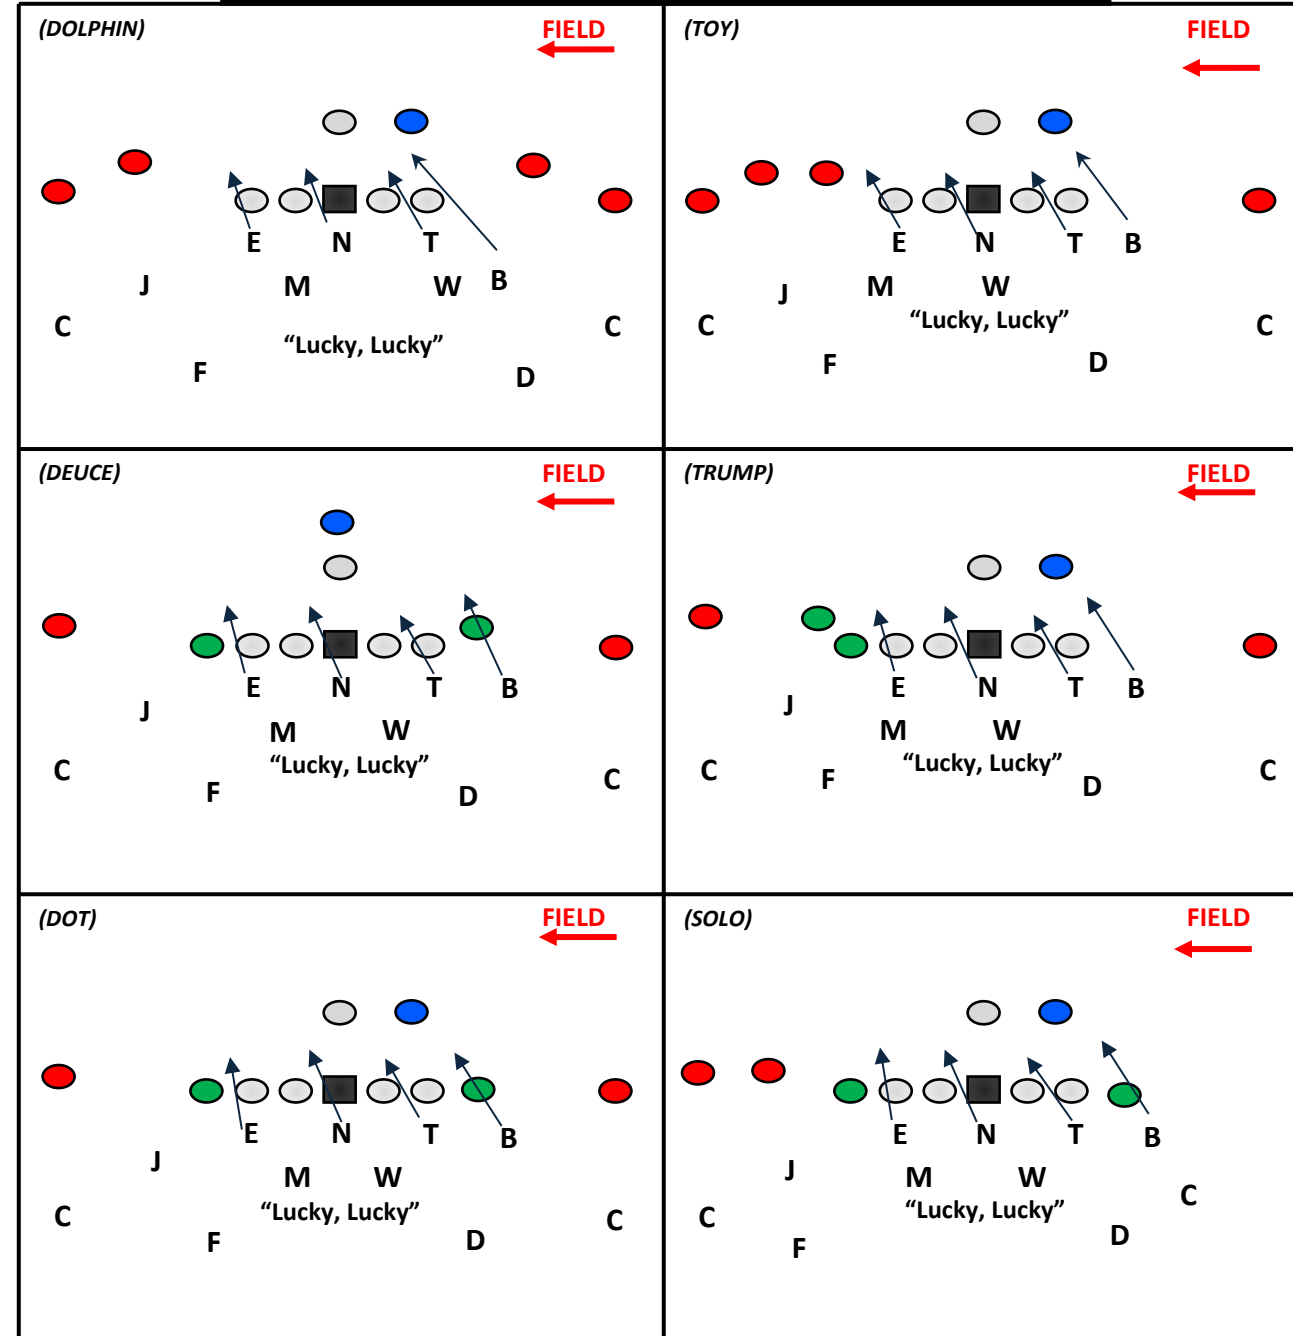 (DOLPHIN) FIELD
E N T
J M W B
C "Lucky, Lucky" C
F D
(TOY) FIELD
E N T B
J M W
C "Lucky, Lucky" C
F D
(DEUCE) FIELD
E N T B
J M W
C "Lucky, Lucky" C
F D
(TRUMP) FIELD
E N T B
J M W
C "Lucky, Lucky" C
F D
(DOT) FIELD
E N T B
J M W
C "Lucky, Lucky" C
F D
(SOLO) FIELD
E N T B
J M W C
C "Lucky, Lucky"
F D